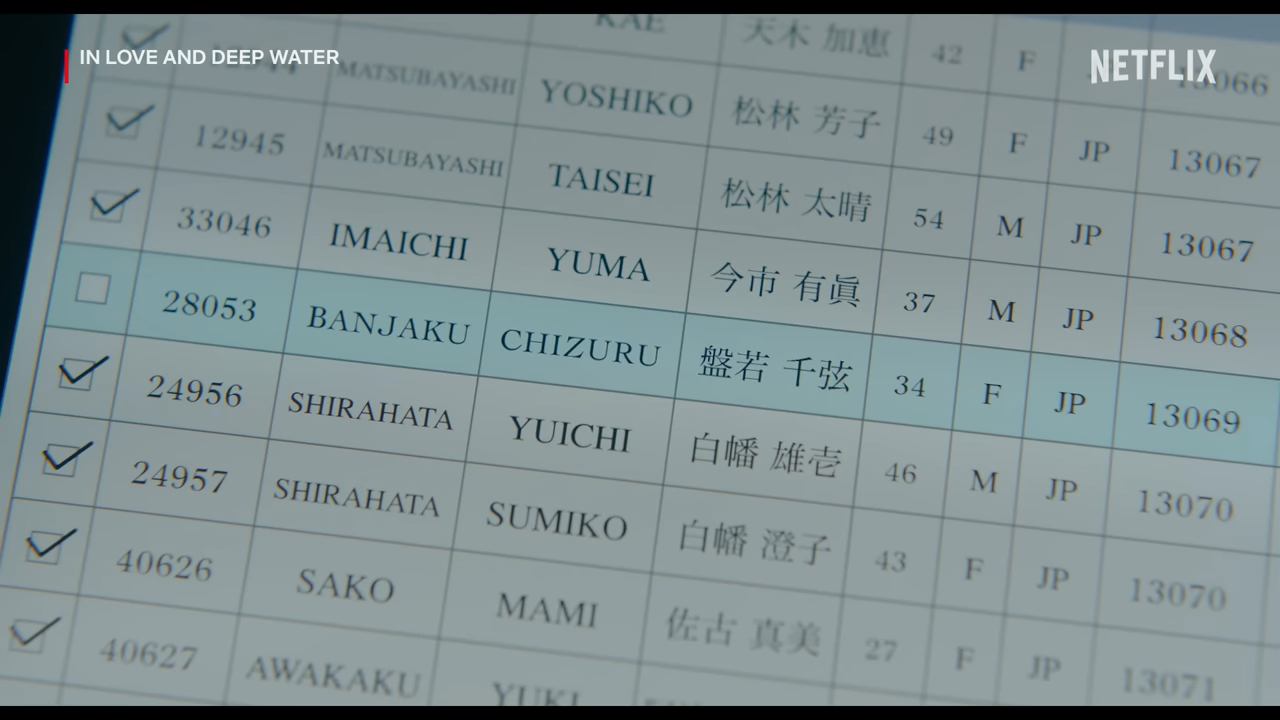 IN LOVE AND DEEP WATER
NETFLIX
KAE 天木 加恵 42 F 13066
MATSUBAYASHI YOSHIKO 松林 芳子 49 F JP 13067
12945 MATSUBAYASHI TAISEI 松林 太晴 54 M JP 13067
33046 IMAICHI YUMA 今市 有眞 37 M JP 13068
28053 BANJAKU CHIZURU 盤若 千弦 34 F JP 13069
24956 SHIRAHATA YUICHI 白幡 雄壱 46 M JP 13070
24957 SHIRAHATA SUMIKO 白幡 澄子 43 F JP 13070
40626 SAKO MAMI 佐古 真美 27 F JP 13071
40627 AWAKAKU YUKI